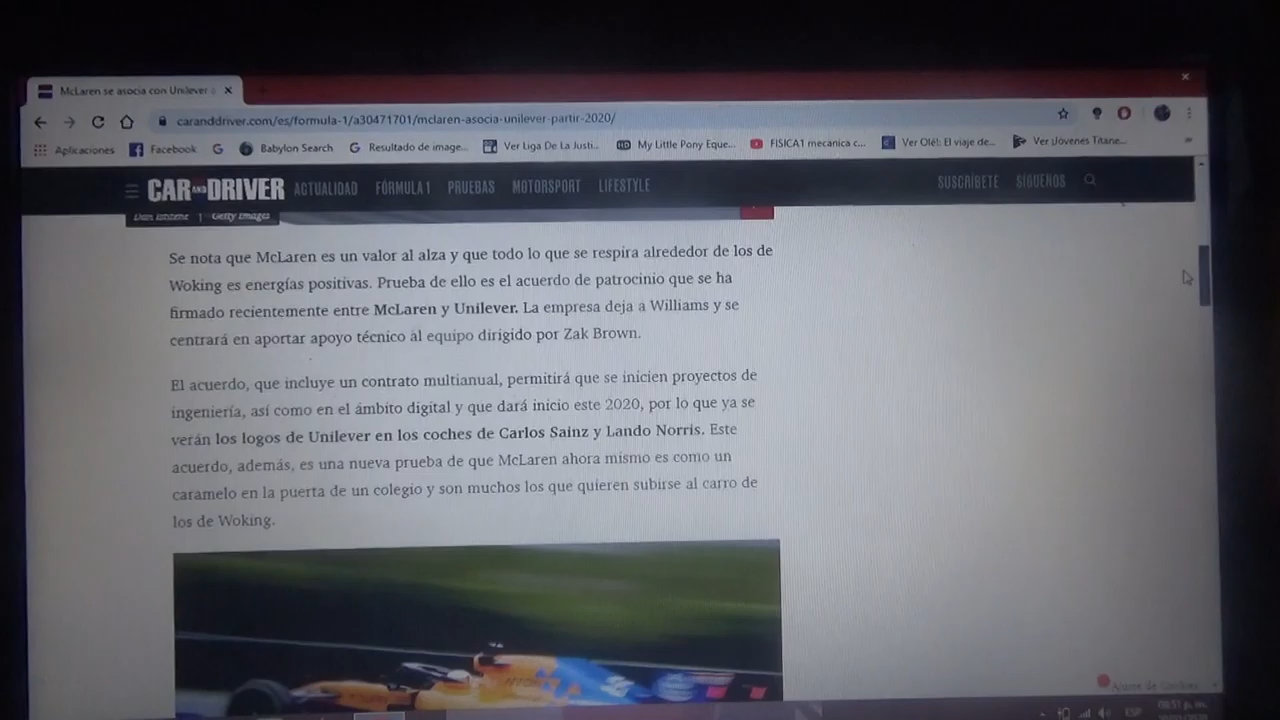 McLaren se asocia con Unilever
caranddriver.com/es/formula-1/a30471701/mclaren-asocia-unilever-partir-2020/
Aplicaciones Facebook Babylon Search Resultado de image... Ver Liga De La Justi... My Little Pony Eque... FISICA1 mecanica c... Ver Olé!: El viaje de... Ver Jóvenes Titane...
CAR AND DRIVER ACTUALIDAD FÓRMULA 1 PRUEBAS MOTORSPORT LIFESTYLE SUSCRÍBETE SÍGUENOS
Dan Istitene | Getty Images
Se nota que McLaren es un valor al alza y que todo lo que se respira alrededor de los de
Woking es energías positivas. Prueba de ello es el acuerdo de patrocinio que se ha
firmado recientemente entre McLaren y Unilever. La empresa deja a Williams y se
centrará en aportar apoyo técnico al equipo dirigido por Zak Brown.
El acuerdo, que incluye un contrato multianual, permitirá que se inicien proyectos de
ingeniería, así como en el ámbito digital y que dará inicio este 2020, por lo que ya se
verán los logos de Unilever en los coches de Carlos Sainz y Lando Norris. Este
acuerdo, además, es una nueva prueba de que McLaren ahora mismo es como un
caramelo en la puerta de un colegio y son muchos los que quieren subirse al carro de
los de Woking.
Ajuste de Cookies
ESP 08:51 p. m.